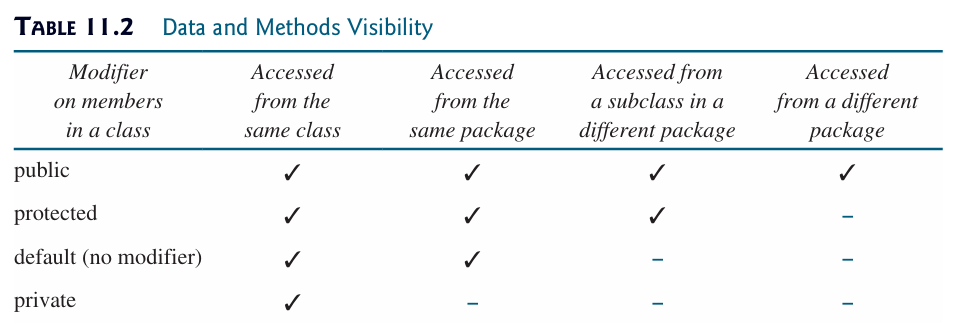 TABLE 11.2 Data and Methods Visibility
Modifier on members in a class
Accessed from the same class
Accessed from the same package
Accessed from a subclass in a different package
Accessed from a different package
public ✓ ✓ ✓ ✓
protected ✓ ✓ ✓ –
default (no modifier) ✓ ✓ – –
private ✓ – – –